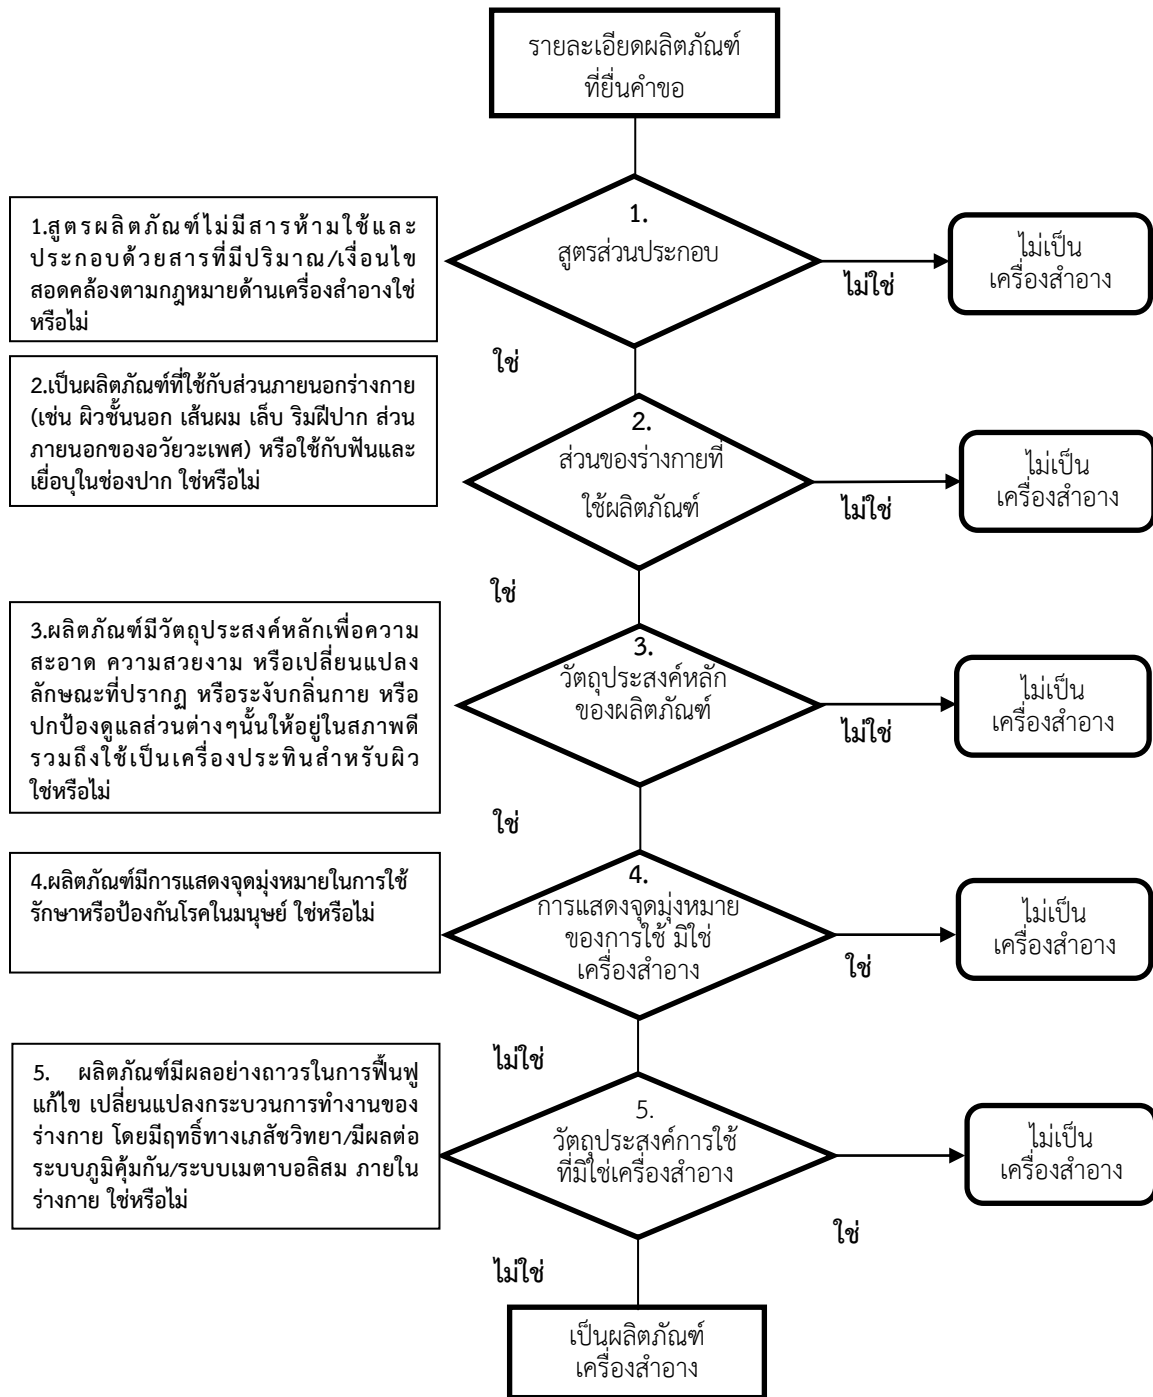 รายละเอียดผลิตภัณฑ์
ที่ยื่นคำขอ
1.สูตรผลิตภัณฑ์ไม่มีสารห้ามใช้และ
ประกอบด้วยสารที่มีปริมาณ/เงื่อนไข
สอดคล้องตามกฎหมายด้านเครื่องสำอางใช่
หรือไม่
1.
สูตรส่วนประกอบ
ไม่ใช่
ไม่เป็น
เครื่องสำอาง
ใช่
2.เป็นผลิตภัณฑ์ที่ใช้กับส่วนภายนอกร่างกาย
(เช่น ผิวชั้นนอก เส้นผม เล็บ ริมฝีปาก ส่วน
ภายนอกของอวัยวะเพศ) หรือใช้กับฟันและ
เยื่อบุในช่องปาก ใช่หรือไม่
2.
ส่วนของร่างกายที่
ใช้ผลิตภัณฑ์
ไม่ใช่
ไม่เป็น
เครื่องสำอาง
ใช่
3.ผลิตภัณฑ์มีวัตถุประสงค์หลักเพื่อความ
สะอาด ความสวยงาม หรือเปลี่ยนแปลง
ลักษณะที่ปรากฏ หรือระงับกลิ่นกาย หรือ
ปกป้องดูแลส่วนต่างๆนั้นให้อยู่ในสภาพดี
รวมถึงใช้เป็นเครื่องประทินสำหรับผิว
ใช่หรือไม่
3.
วัตถุประสงค์หลัก
ของผลิตภัณฑ์
ไม่ใช่
ไม่เป็น
เครื่องสำอาง
ใช่
4.ผลิตภัณฑ์มีการแสดงจุดมุ่งหมายในการใช้
รักษาหรือป้องกันโรคในมนุษย์ ใช่หรือไม่
4.
การแสดงจุดมุ่งหมาย
ของการใช้ มิใช่
เครื่องสำอาง
ใช่
ไม่เป็น
เครื่องสำอาง
ไม่ใช่
5. ผลิตภัณฑ์มีผลอย่างถาวรในการฟื้นฟู
แก้ไข เปลี่ยนแปลงกระบวนการทำงานของ
ร่างกาย โดยมีฤทธิ์ทางเภสัชวิทยา/มีผลต่อ
ระบบภูมิคุ้มกัน/ระบบเมตาบอลิสม ภายใน
ร่างกาย ใช่หรือไม่
5.
วัตถุประสงค์การใช้
ที่มิใช่เครื่องสำอาง
ใช่
ไม่เป็น
เครื่องสำอาง
ไม่ใช่
เป็นผลิตภัณฑ์
เครื่องสำอาง